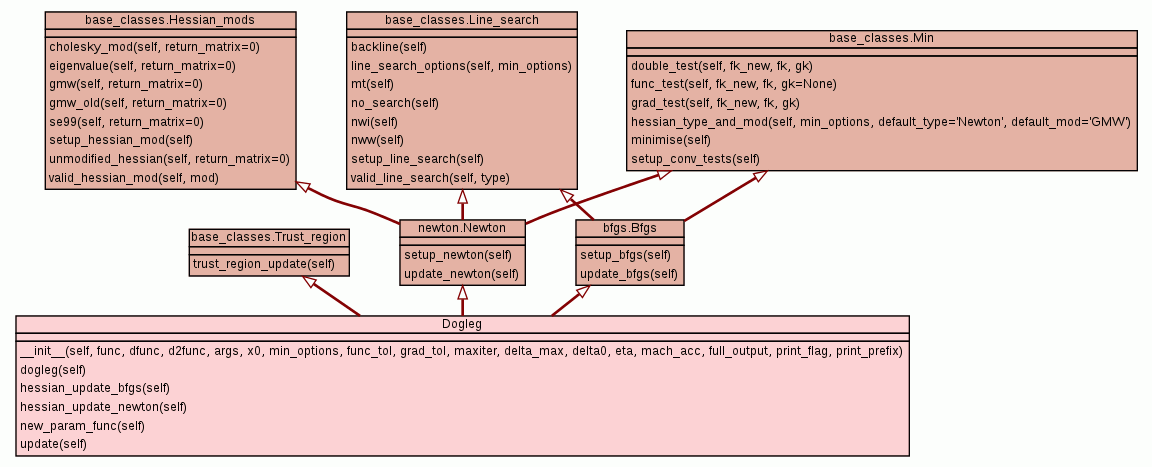 base_classes.Hessian_mods
cholesky_mod(self, return_matrix=0)
eigenvalue(self, return_matrix=0)
gmw(self, return_matrix=0)
gmw_old(self, return_matrix=0)
se99(self, return_matrix=0)
setup_hessian_mod(self)
unmodified_hessian(self, return_matrix=0)
valid_hessian_mod(self, mod)
base_classes.Line_search
backline(self)
line_search_options(self, min_options)
mt(self)
no_search(self)
nwi(self)
nww(self)
setup_line_search(self)
valid_line_search(self, type)
base_classes.Min
double_test(self, fk_new, fk, gk)
func_test(self, fk_new, fk, gk=None)
grad_test(self, fk_new, fk, gk)
hessian_type_and_mod(self, min_options, default_type='Newton', default_mod='GMW')
minimise(self)
setup_conv_tests(self)
base_classes.Trust_region
trust_region_update(self)
newton.Newton
setup_newton(self)
update_newton(self)
bfgs.Bfgs
setup_bfgs(self)
update_bfgs(self)
Dogleg
__init__(self, func, dfunc, d2func, args, x0, min_options, func_tol, grad_tol, maxiter, delta_max, delta0, eta, mach_acc, full_output, print_flag, print_prefix)
dogleg(self)
hessian_update_bfgs(self)
hessian_update_newton(self)
new_param_func(self)
update(self)